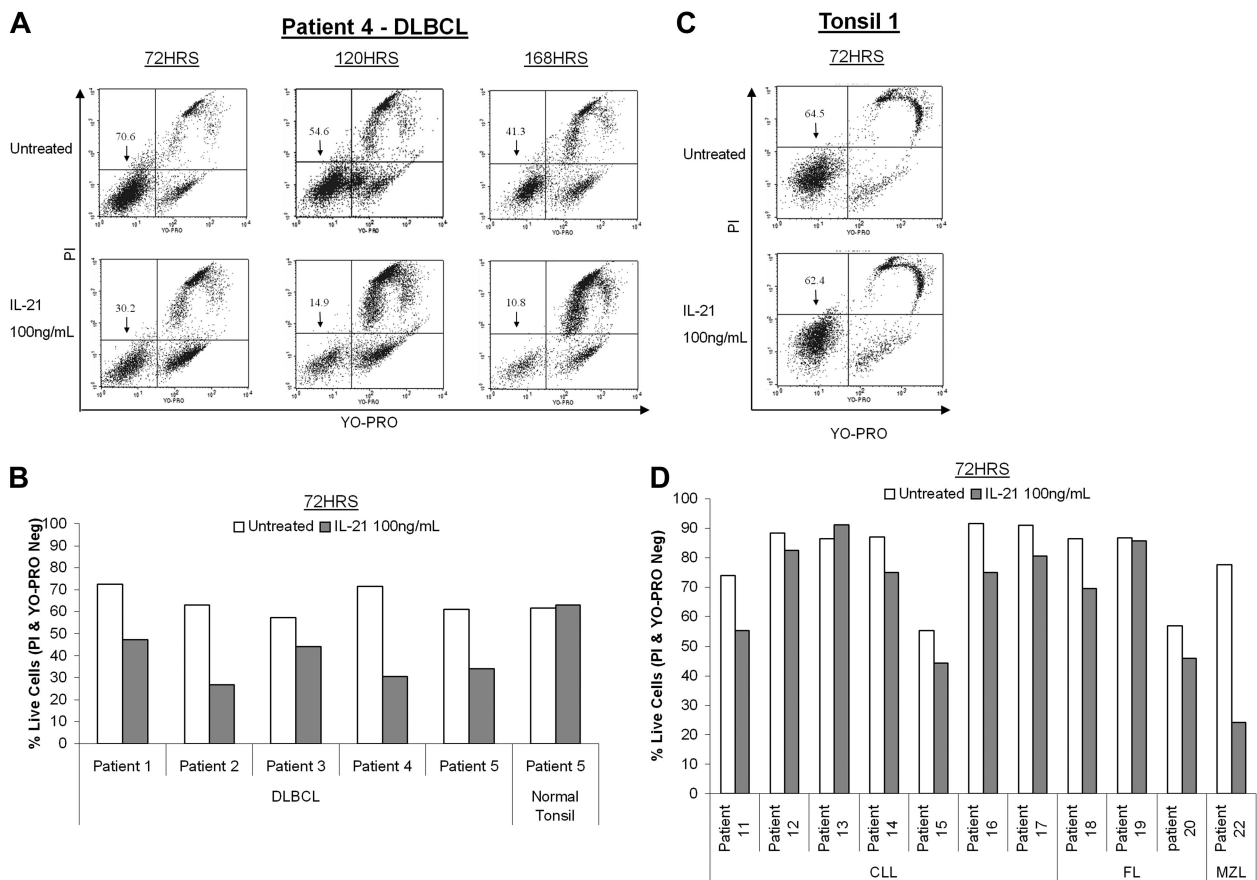 A
Patient 4 - DLBCL
72HRS
120HRS
168HRS
Untreated
70.6
54.6
41.3
YO-PRO
YO-PRO
YO-PRO
PI
IL-21
100ng/mL
30.2
14.9
10.8
YO-PRO
YO-PRO
YO-PRO
YO-PRO
C
Tonsil 1
72HRS
Untreated
64.5
YO-PRO
PI
IL-21
100ng/mL
62.4
YO-PRO
YO-PRO
B
72HRS
Untreated
IL-21 100ng/mL
% Live Cells (PI & YO-PRO Neg)
100
90
80
70
60
50
40
30
20
10
0
Patient 1
Patient 2
Patient 3
Patient 4
Patient 5
Patient 5
DLBCL
Normal
Tonsil
D
72HRS
Untreated
IL-21 100ng/mL
% Live Cells (PI & YO-PRO Neg)
100
90
80
70
60
50
40
30
20
10
0
Patient 11
Patient 12
Patient 13
Patient 14
Patient 15
Patient 16
Patient 17
Patient 18
Patient 19
patient 20
Patient 22
CLL
FL
MZL